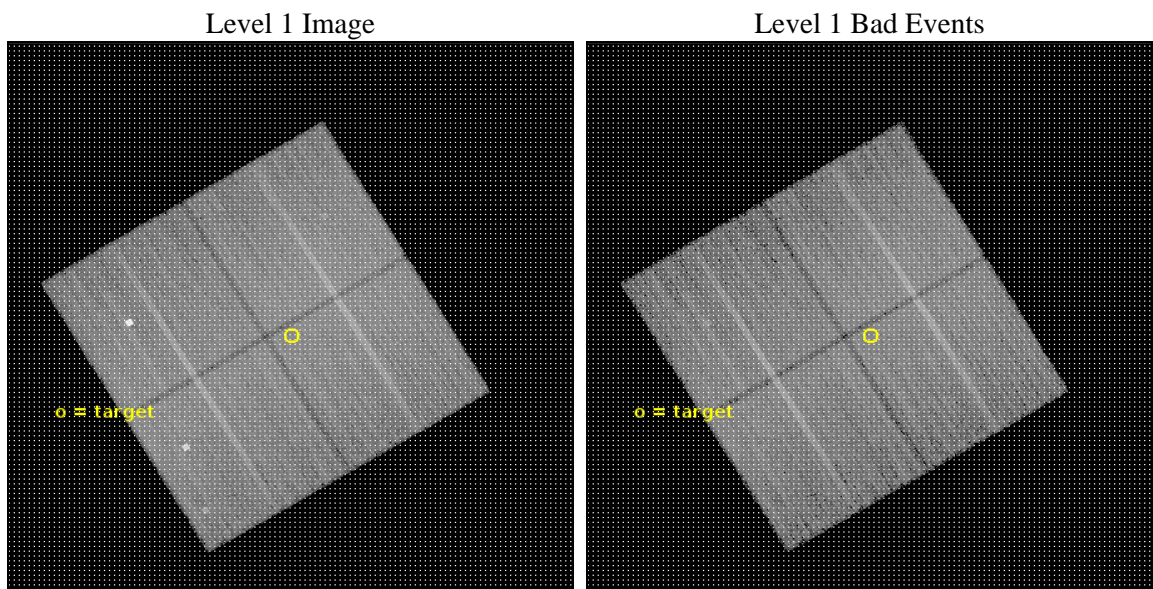 Level 1 Image
Level 1 Bad Events
o = target
o = target